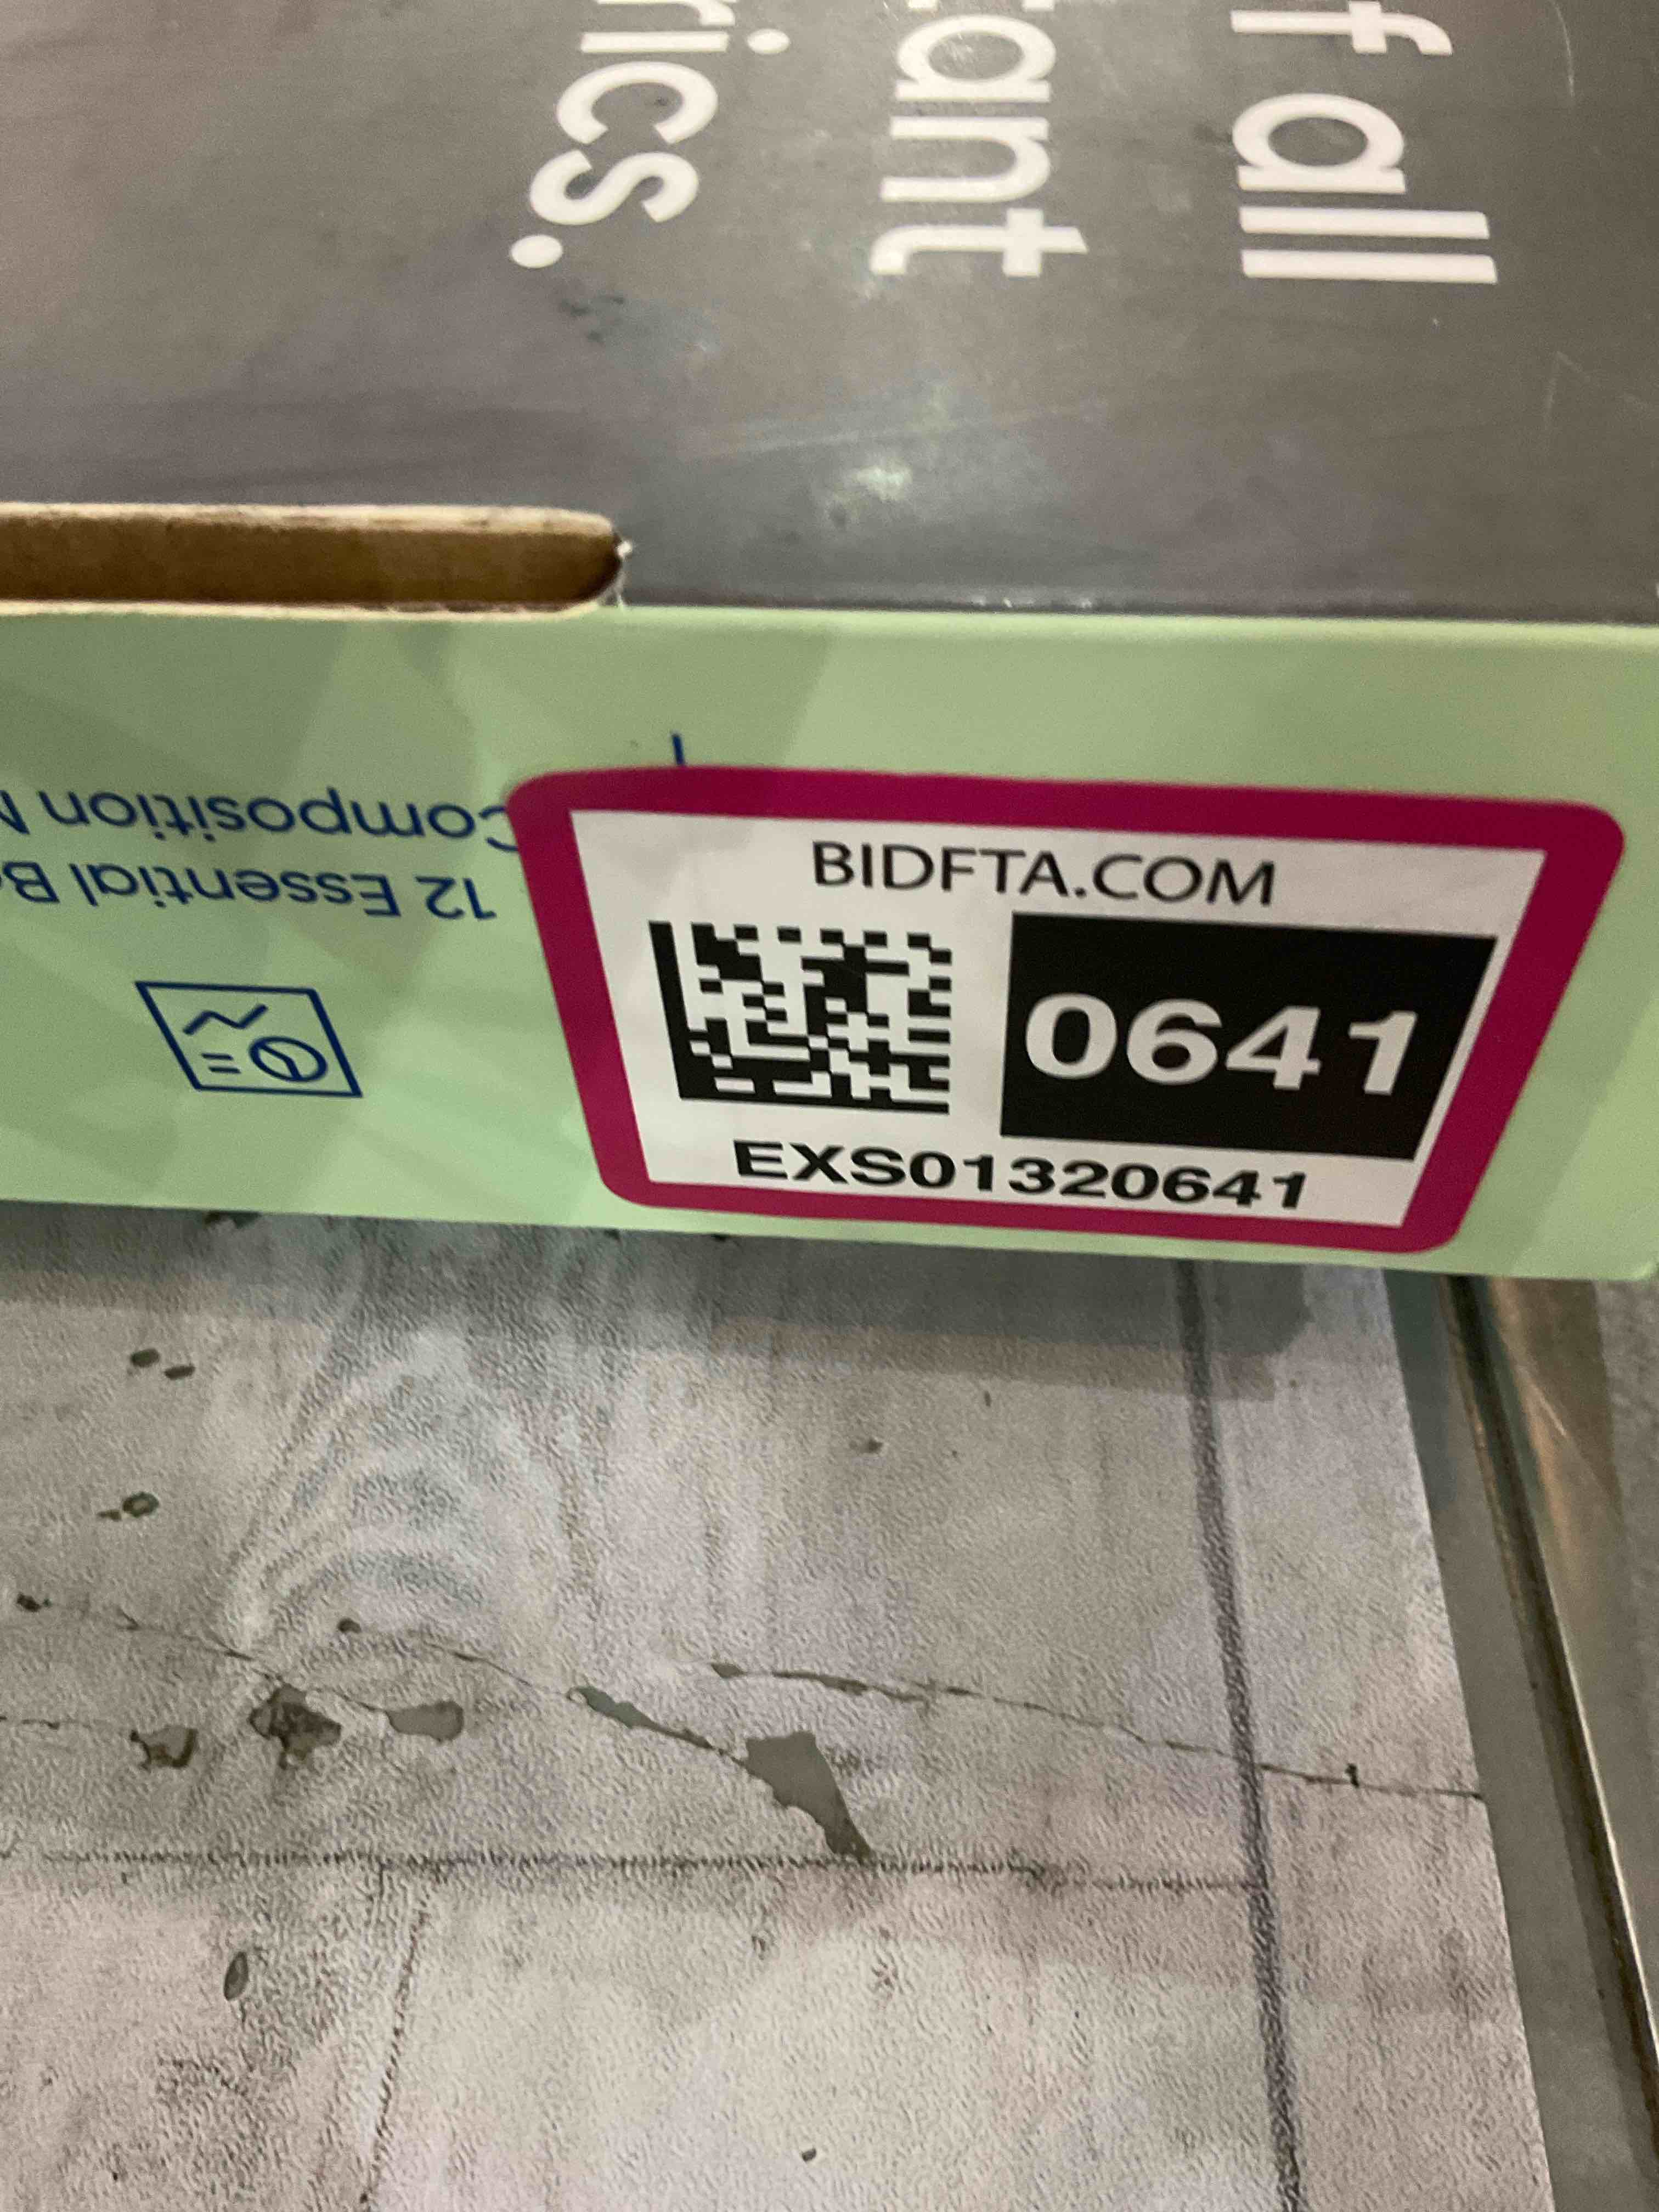 f all
tant
rics.
12 Essential B
Composition M
BIDFTA.COM
0641
EXS01320641